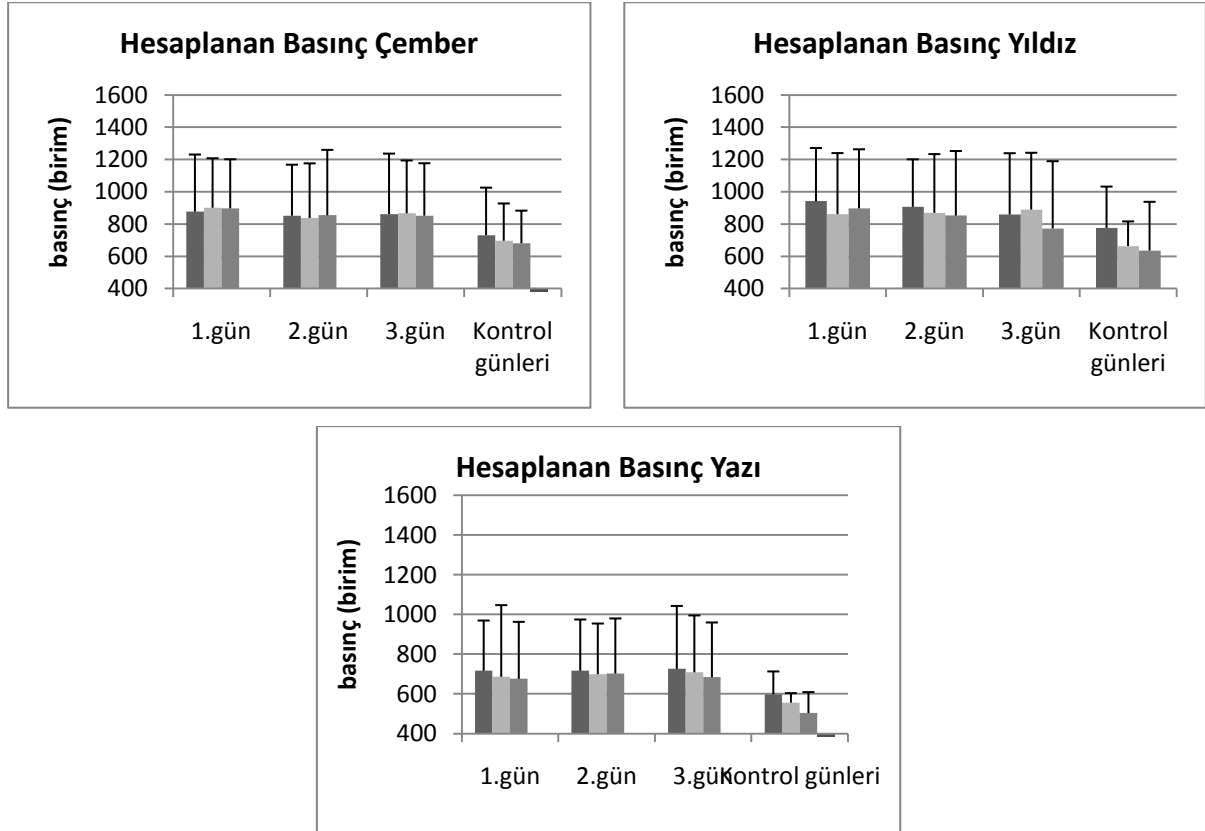 Hesaplanan Basınç Çember
basınç (birim)
1600
1400
1200
1000
800
600
400
1.gün 2.gün 3.gün Kontrol
günleri
Hesaplanan Basınç Yıldız
basınç (birim)
1600
1400
1200
1000
800
600
400
1.gün 2.gün 3.gün Kontrol
günleri
Hesaplanan Basınç Yazı
basınç (birim)
1600
1400
1200
1000
800
600
400
1.gün 2.gün 3.gün Kontrol günleri